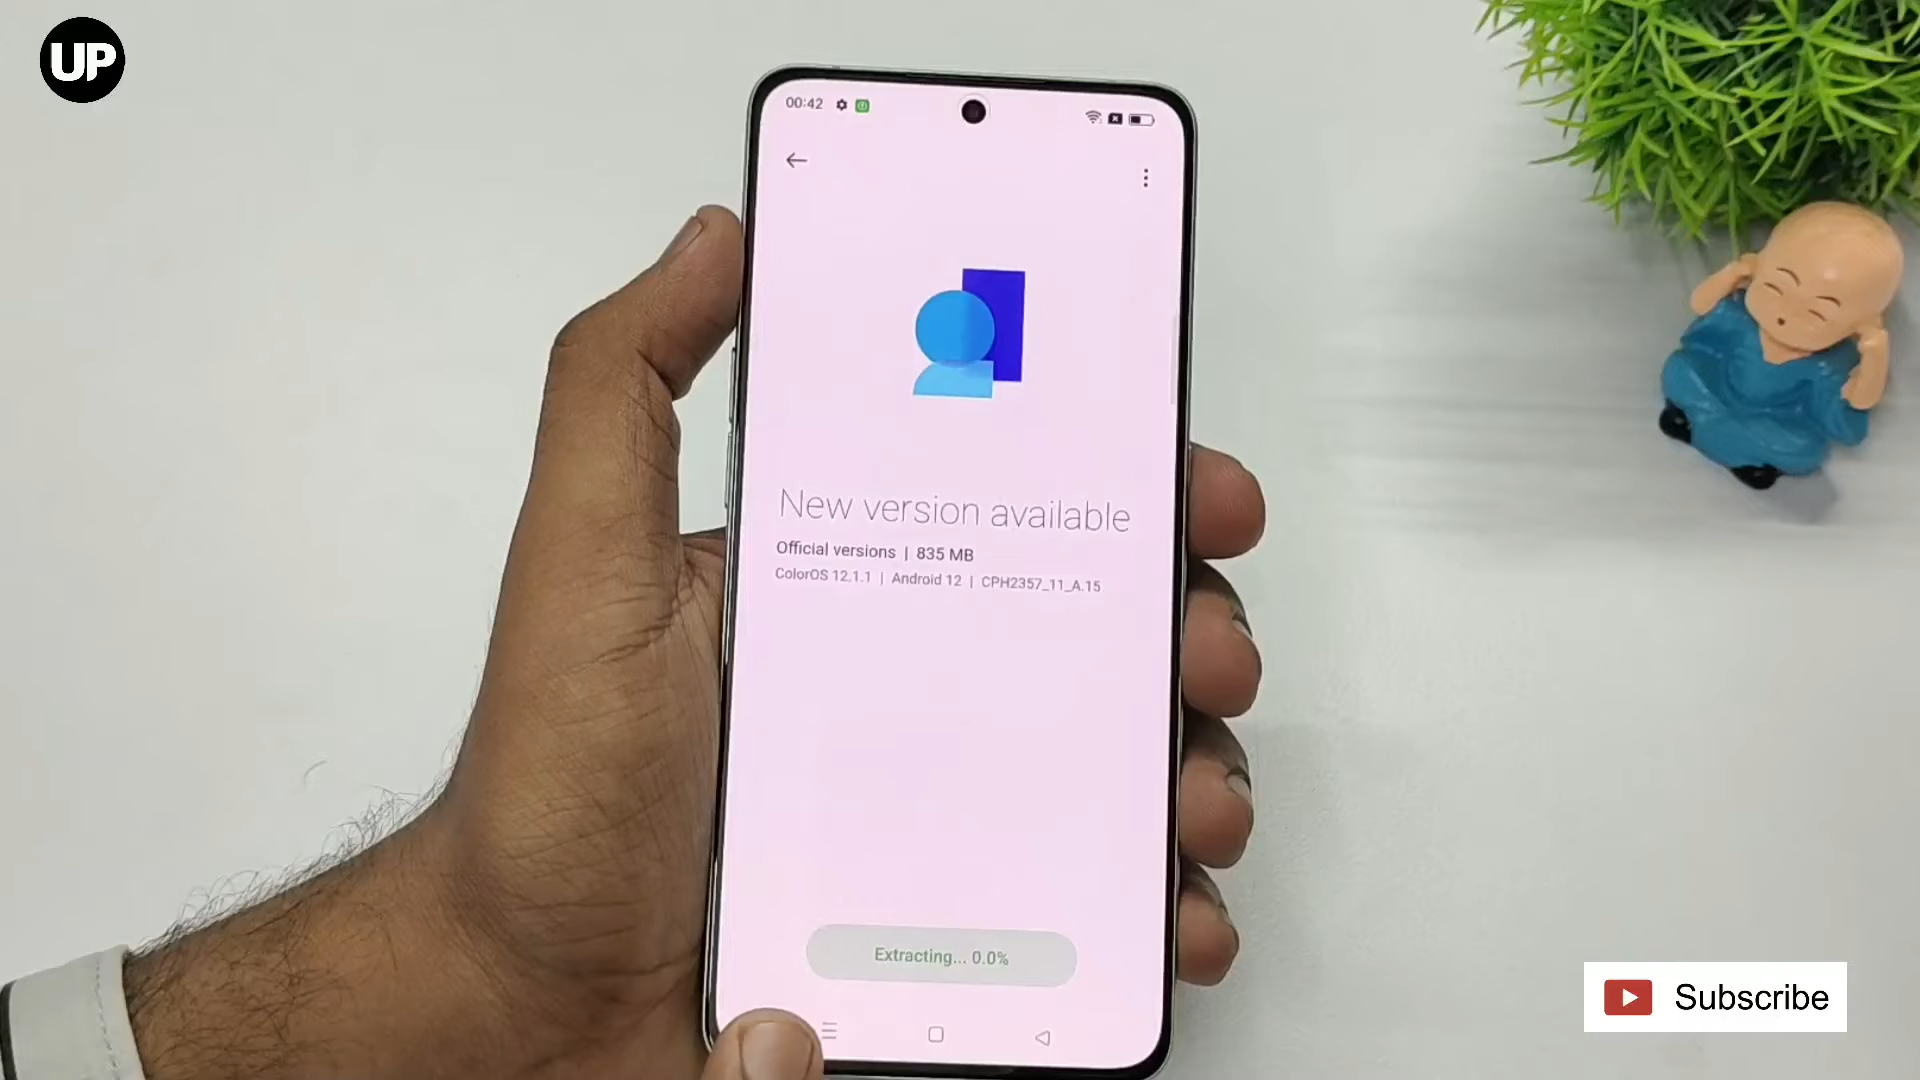 UP
00:42
New version available
Official versions | 835 MB
ColorOS 12.1.1 | Android 12 | CPH2357_11_A.15
Extracting... 0.0%
Subscribe